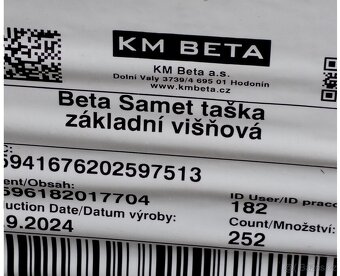 KM BETA
KM Beta a.s.
Dolní Valy 3739/4 695 01 Hodonín
www.kmbeta.cz
Beta Samet taška
základní višňová
5941676202597513
ent/Obsah:
596182017704
ID User/ID praco
182
uction Date/Datum výroby:
.9.2024
Count/Množství:
252